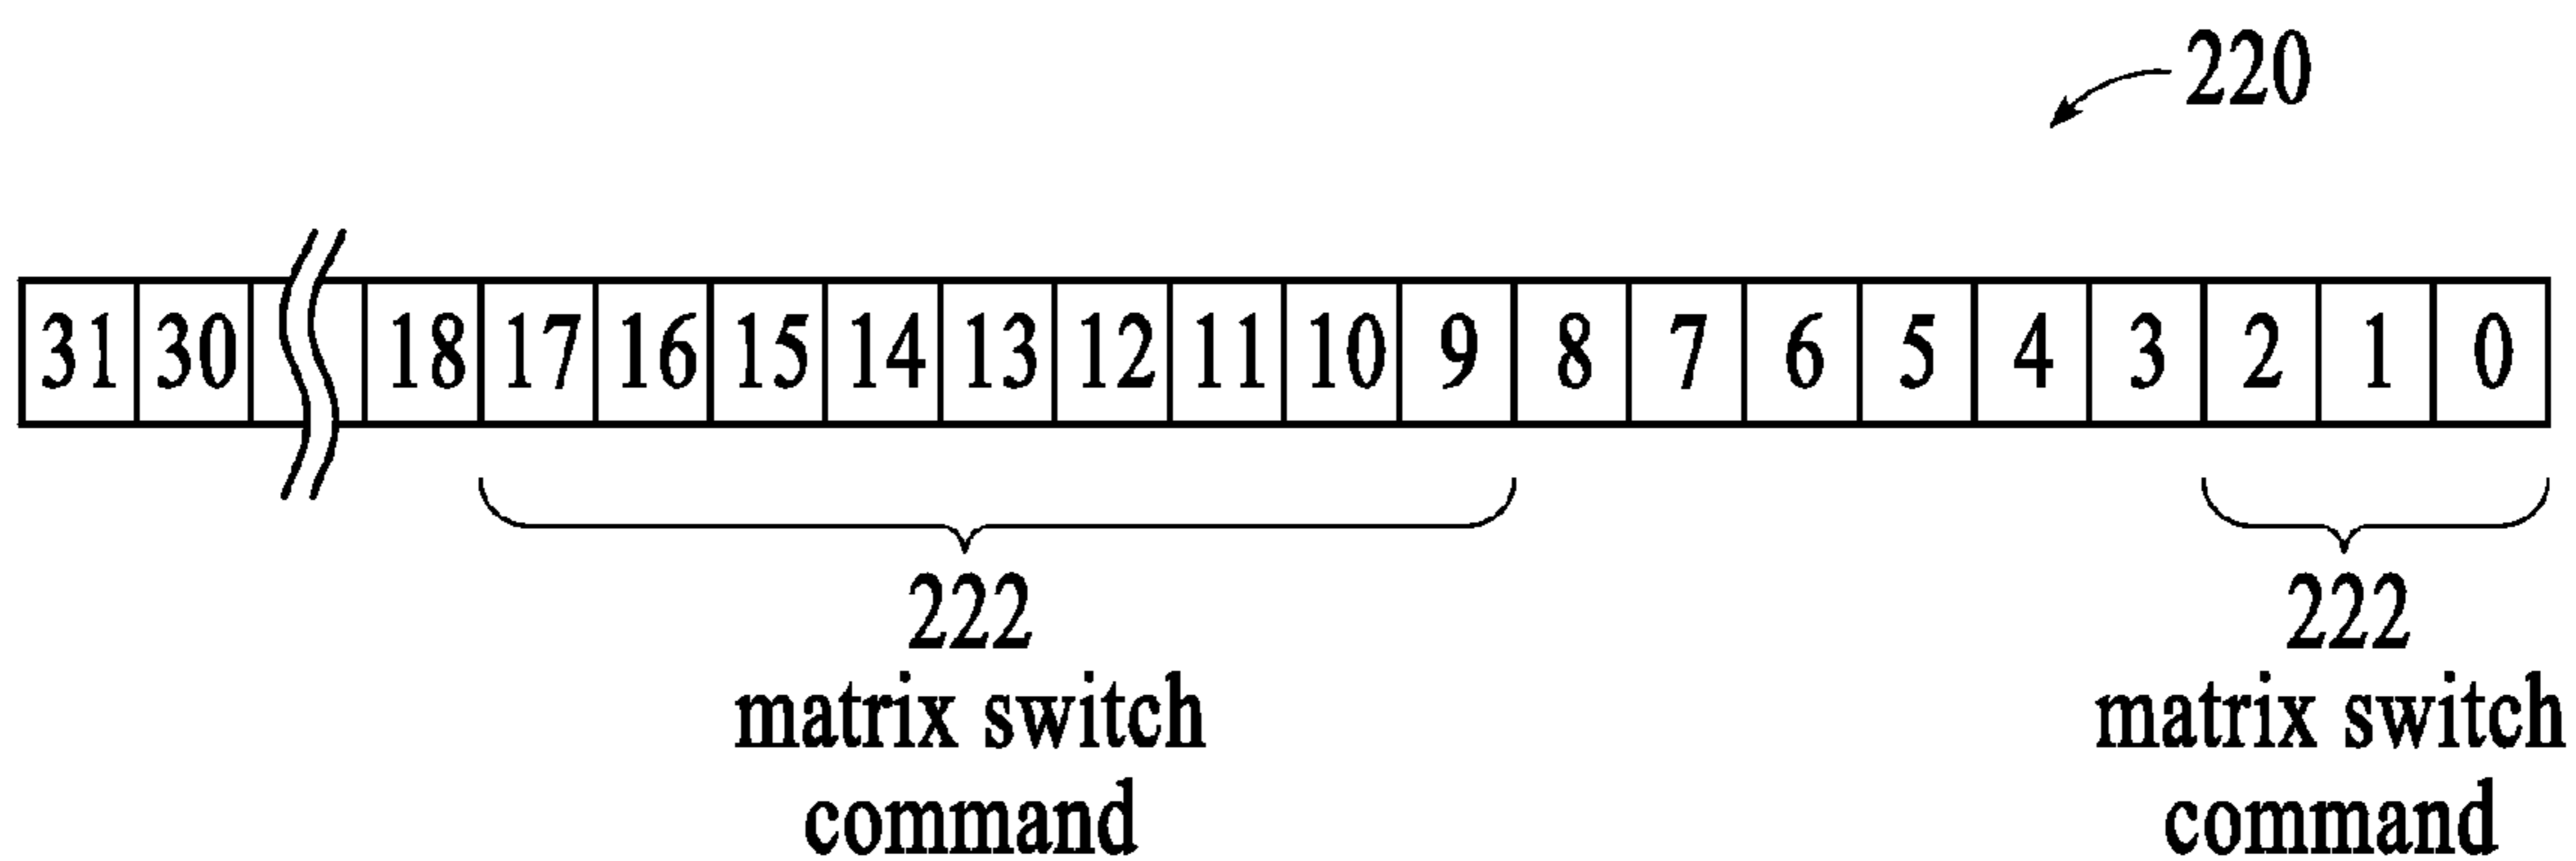 220
31 30 18 17 16 15 14 13 12 11 10 9 8 7 6 5 4 3 2 1 0
222
matrix switch
command
222
matrix switch
command